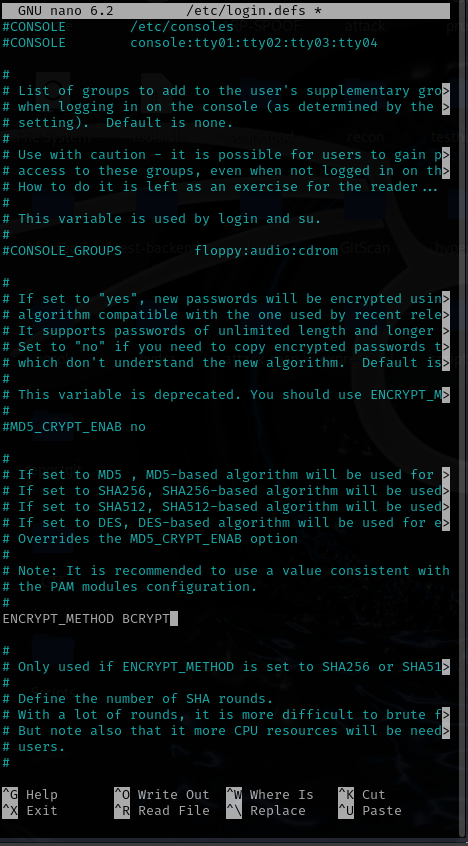 GNU nano 6.2 /etc/login.defs *
#CONSOLE /etc/consoles
#CONSOLE console:tty01:tty02:tty03:tty04
#
# List of groups to add to the user's supplementary gro>
# when logging in on the console (as determined by the >
# setting). Default is none.
#
# Use with caution - it is possible for users to gain p>
# access to these groups, even when not logged in on th>
# How to do it is left as an exercise for the reader...
#
# This variable is used by login and su.
#
#CONSOLE_GROUPS floppy:audio:cdrom
#
# If set to "yes", new passwords will be encrypted usin>
# algorithm compatible with the one used by recent rele>
# It supports passwords of unlimited length and longer >
# Set to "no" if you need to copy encrypted passwords t>
# which don't understand the new algorithm. Default is>
#
# This variable is deprecated. You should use ENCRYPT_M>
#
#MD5_CRYPT_ENAB no
#
# If set to MD5 , MD5-based algorithm will be used for >
# If set to SHA256, SHA256-based algorithm will be used>
# If set to SHA512, SHA512-based algorithm will be used>
# If set to DES, DES-based algorithm will be used for e>
# Overrides the MD5_CRYPT_ENAB option
#
# Note: It is recommended to use a value consistent with
# the PAM modules configuration.
#
ENCRYPT_METHOD BCRYPT
#
# Only used if ENCRYPT_METHOD is set to SHA256 or SHA51>
#
# Define the number of SHA rounds.
# With a lot of rounds, it is more difficult to brute f>
# But note also that it more CPU resources will be need>
# users.
#
^G Help ^O Write Out ^W Where Is ^K Cut
^X Exit ^R Read File ^\ Replace ^U Paste